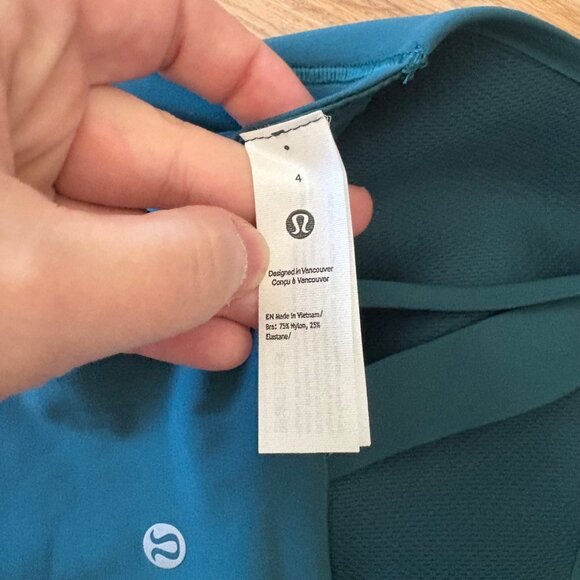 4
Designed in Vancouver
Conçu à Vancouver
EN Made in Vietnam/
Bra: 75% Nylon, 25%
Elastane/